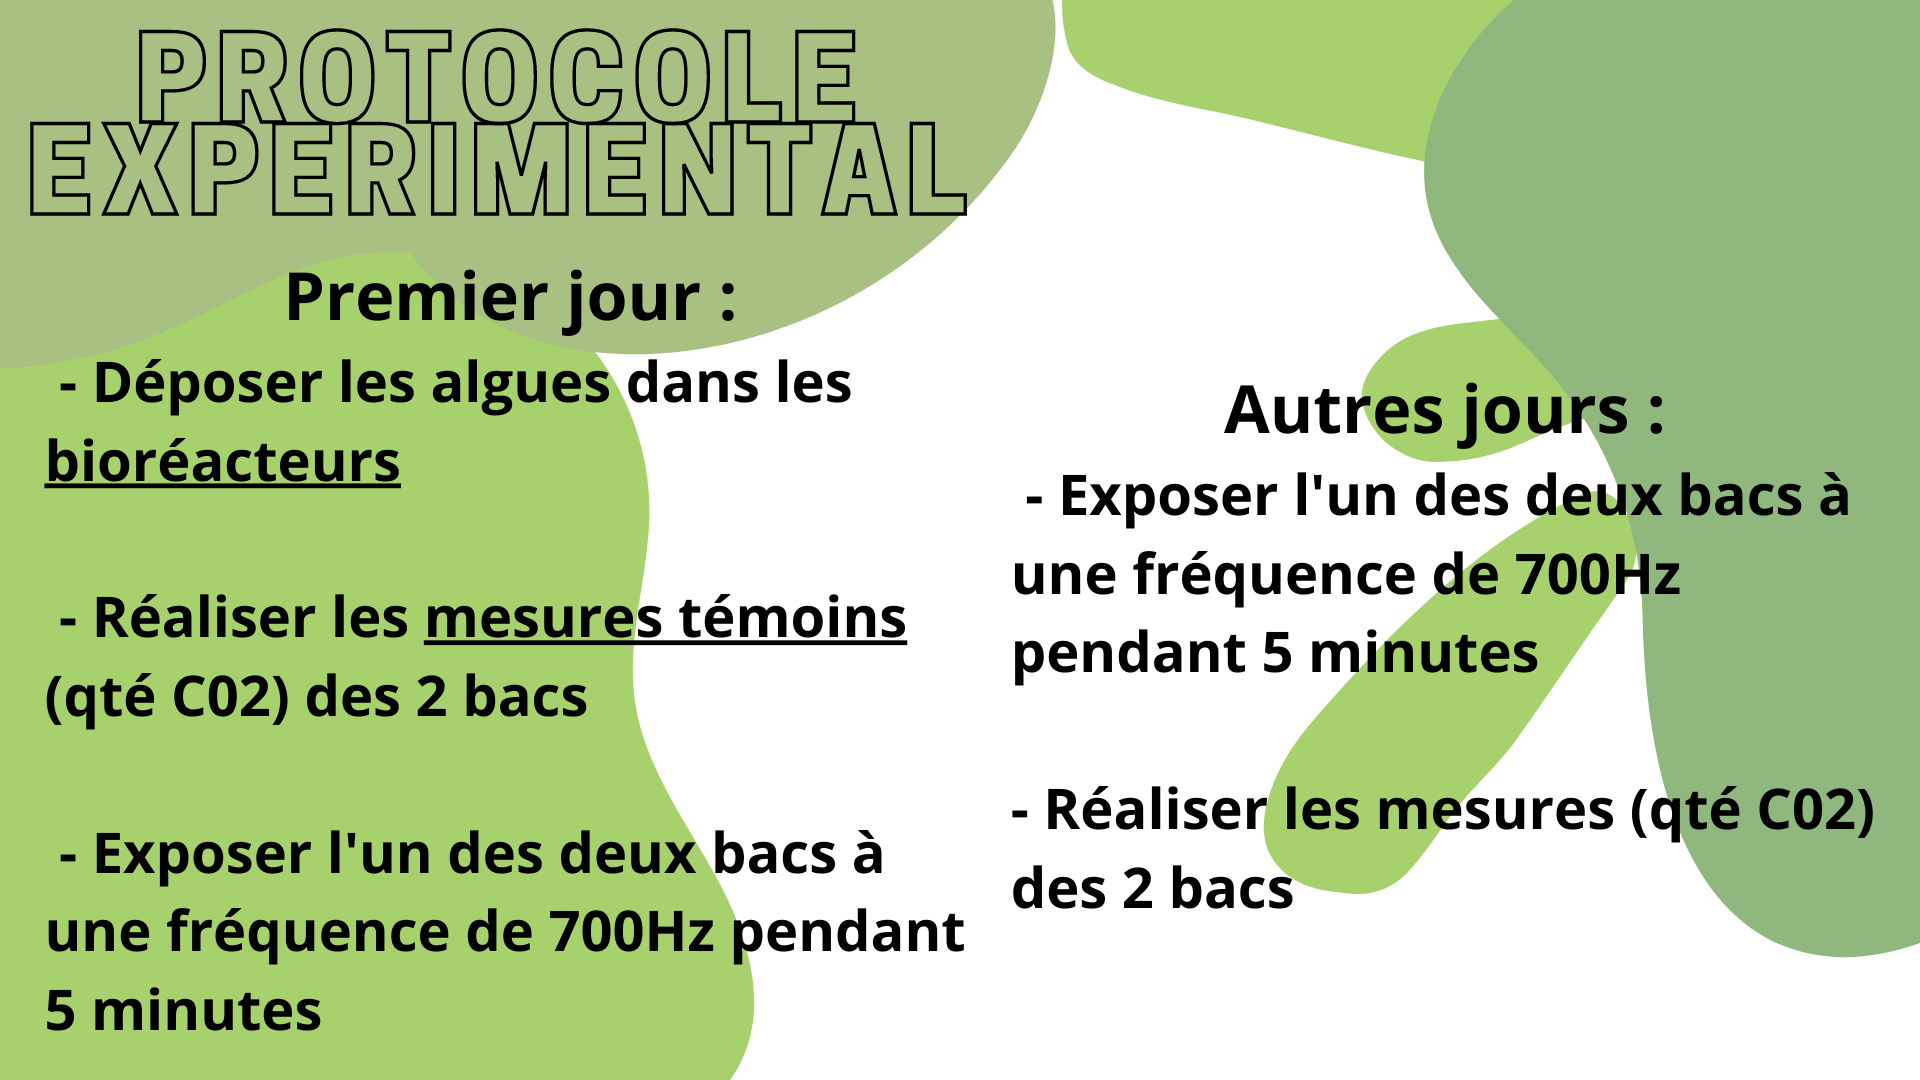 PROTOCOLE
EXPERIMENTAL
Premier jour :
- Déposer les algues dans les
bioréacteurs
- Réaliser les mesures témoins
(qté C02) des 2 bacs
- Exposer l'un des deux bacs à
une fréquence de 700Hz pendant
5 minutes
Autres jours :
- Exposer l'un des deux bacs à
une fréquence de 700Hz
pendant 5 minutes
- Réaliser les mesures (qté C02)
des 2 bacs